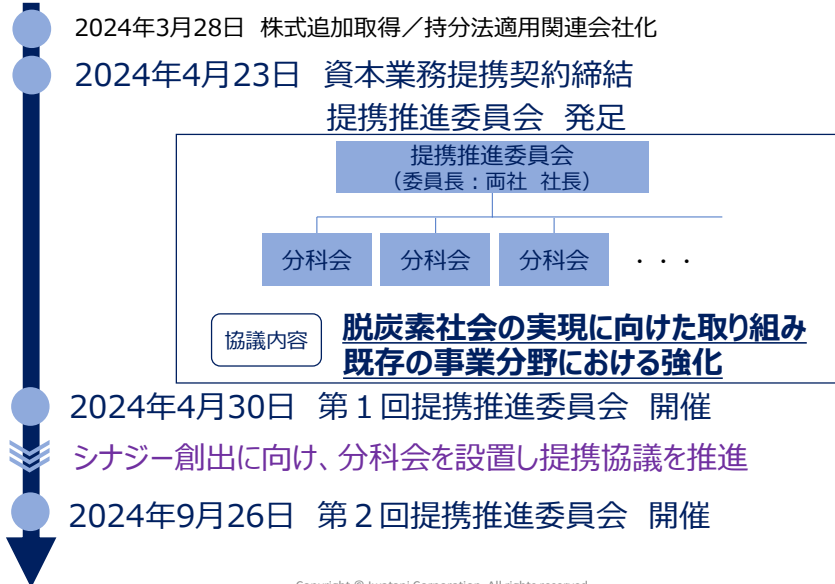 2024年3月28日 株式追加取得／持分法適用関連会社化
2024年4月23日 資本業務提携契約締結
提携推進委員会 発足
提携推進委員会
（委員長：両社 社長）
分科会 分科会 分科会 ・・・
協議内容
脱炭素社会の実現に向けた取り組み
既存の事業分野における強化
2024年4月30日 第１回提携推進委員会 開催
シナジー創出に向け、分科会を設置し提携協議を推進
2024年9月26日 第２回提携推進委員会 開催
Copyright © Iwatani Corporation. All rights reserved.